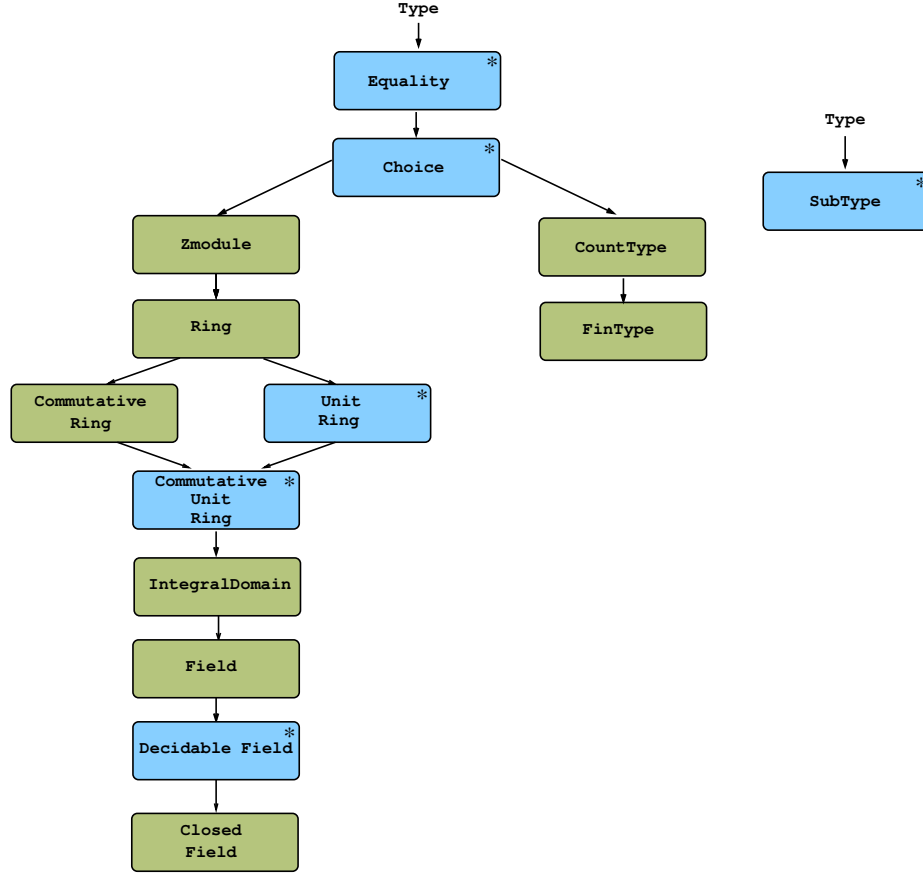 Type
*
Equality
*
Choice
Type
*
SubType
Zmodule
CountType
Ring
FinType
Commutative
Ring
*
Unit
Ring
*
Commutative
Unit
Ring
IntegralDomain
Field
*
Decidable Field
Closed
Field